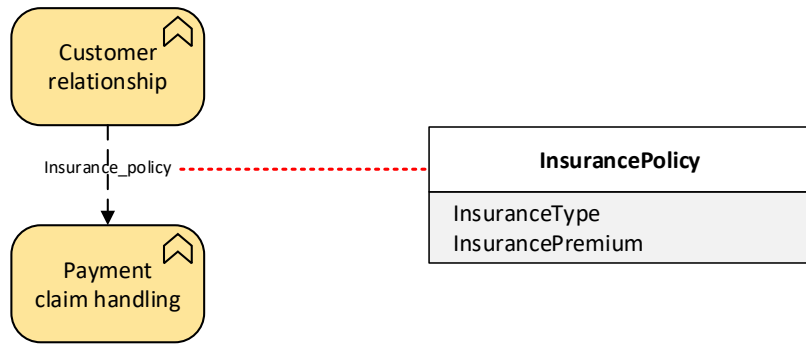 Customer
relationship
Insurance_policy
InsurancePolicy
InsuranceType
InsurancePremium
Payment
claim handling